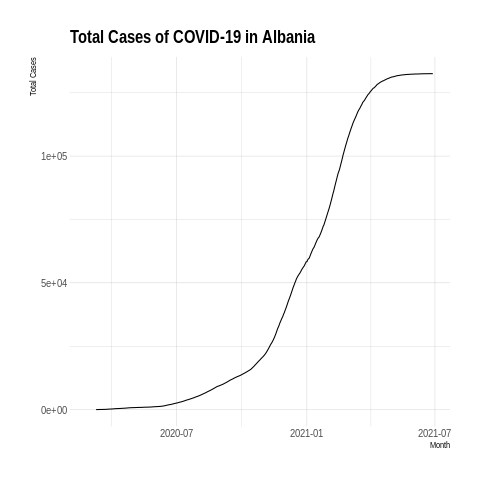 Total Cases of COVID-19 in Albania
Total Cases
1e+05
5e+04
0e+00
2020-07
2021-01
2021-07
Month